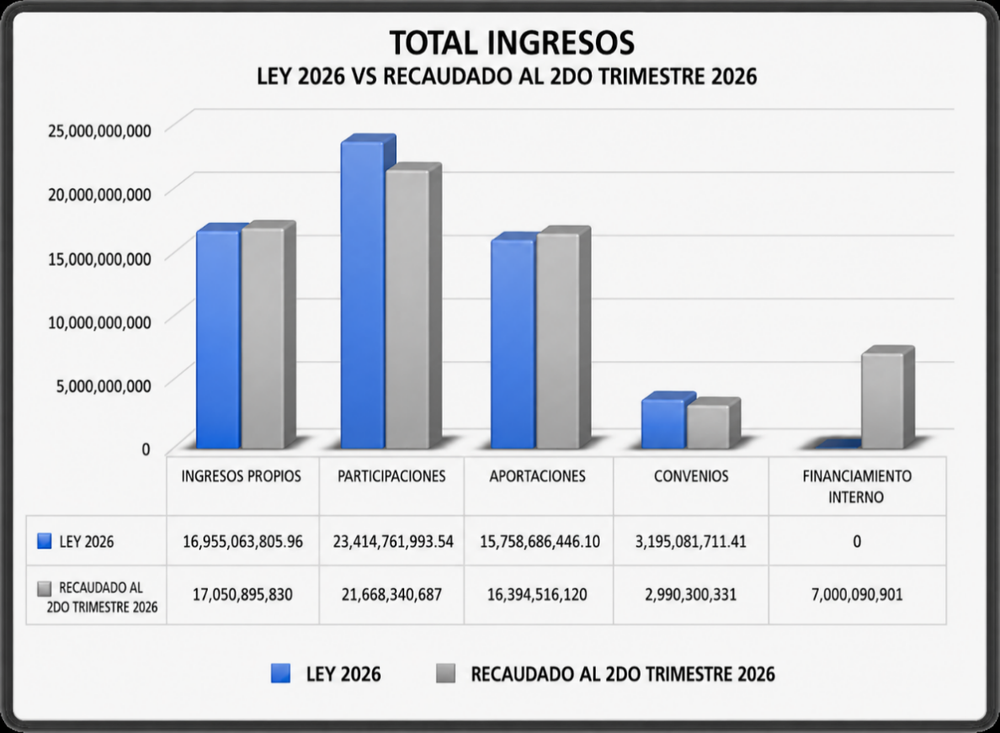 TOTAL INGRESOS
LEY 2026 VS RECAUDADO AL 2DO TRIMESTRE 2026
25,000,000,000
20,000,000,000
15,000,000,000
10,000,000,000
5,000,000,000
0
INGRESOS PROPIOS PARTICIPACIONES APORTACIONES CONVENIOS FINANCIAMIENTO
INTERNO
LEY 2026 16,955,063,805.96 23,414,761,993.54 15,758,686,446.10 3,195,081,711.41 0
RECAUDADO AL
2DO TRIMESTRE 2026 17,050,895,830 21,668,340,687 16,394,516,120 2,990,300,331 7,000,090,901
LEY 2026 RECAUDADO AL 2DO TRIMESTRE 2026